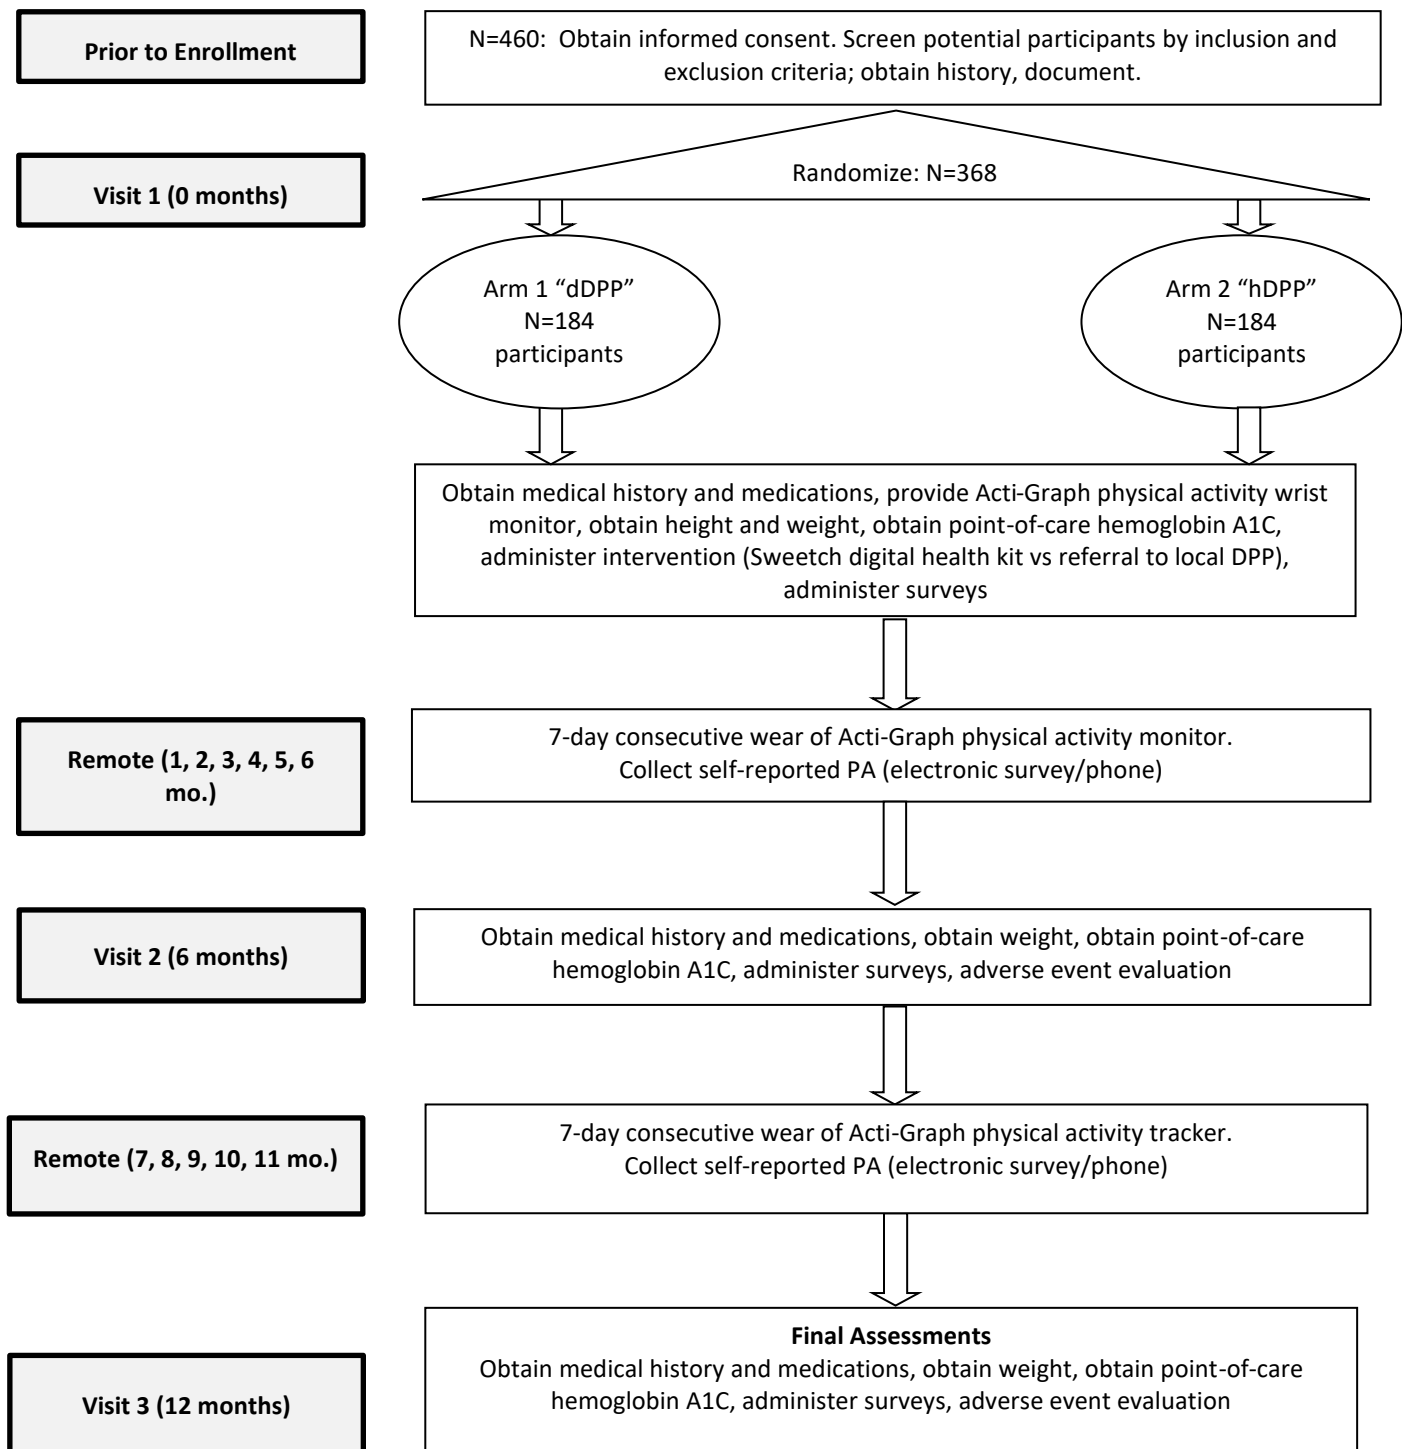 Prior to Enrollment
N=460:  Obtain informed consent. Screen potential participants by inclusion and
exclusion criteria; obtain history, document.
Visit 1 (0 months)
Randomize: N=368
Arm 1 “dDPP”
N=184
participants
Arm 2 “hDPP”
N=184
participants
Obtain medical history and medications, provide Acti-Graph physical activity wrist
monitor, obtain height and weight, obtain point-of-care hemoglobin A1C,
administer intervention (Sweetch digital health kit vs referral to local DPP),
administer surveys
Remote (1, 2, 3, 4, 5, 6
mo.)
7-day consecutive wear of Acti-Graph physical activity monitor.
Collect self-reported PA (electronic survey/phone)
Visit 2 (6 months)
Obtain medical history and medications, obtain weight, obtain point-of-care
hemoglobin A1C, administer surveys, adverse event evaluation
Remote (7, 8, 9, 10, 11 mo.)
7-day consecutive wear of Acti-Graph physical activity tracker.
Collect self-reported PA (electronic survey/phone)
Visit 3 (12 months)
Final Assessments
Obtain medical history and medications, obtain weight, obtain point-of-care
hemoglobin A1C, administer surveys, adverse event evaluation